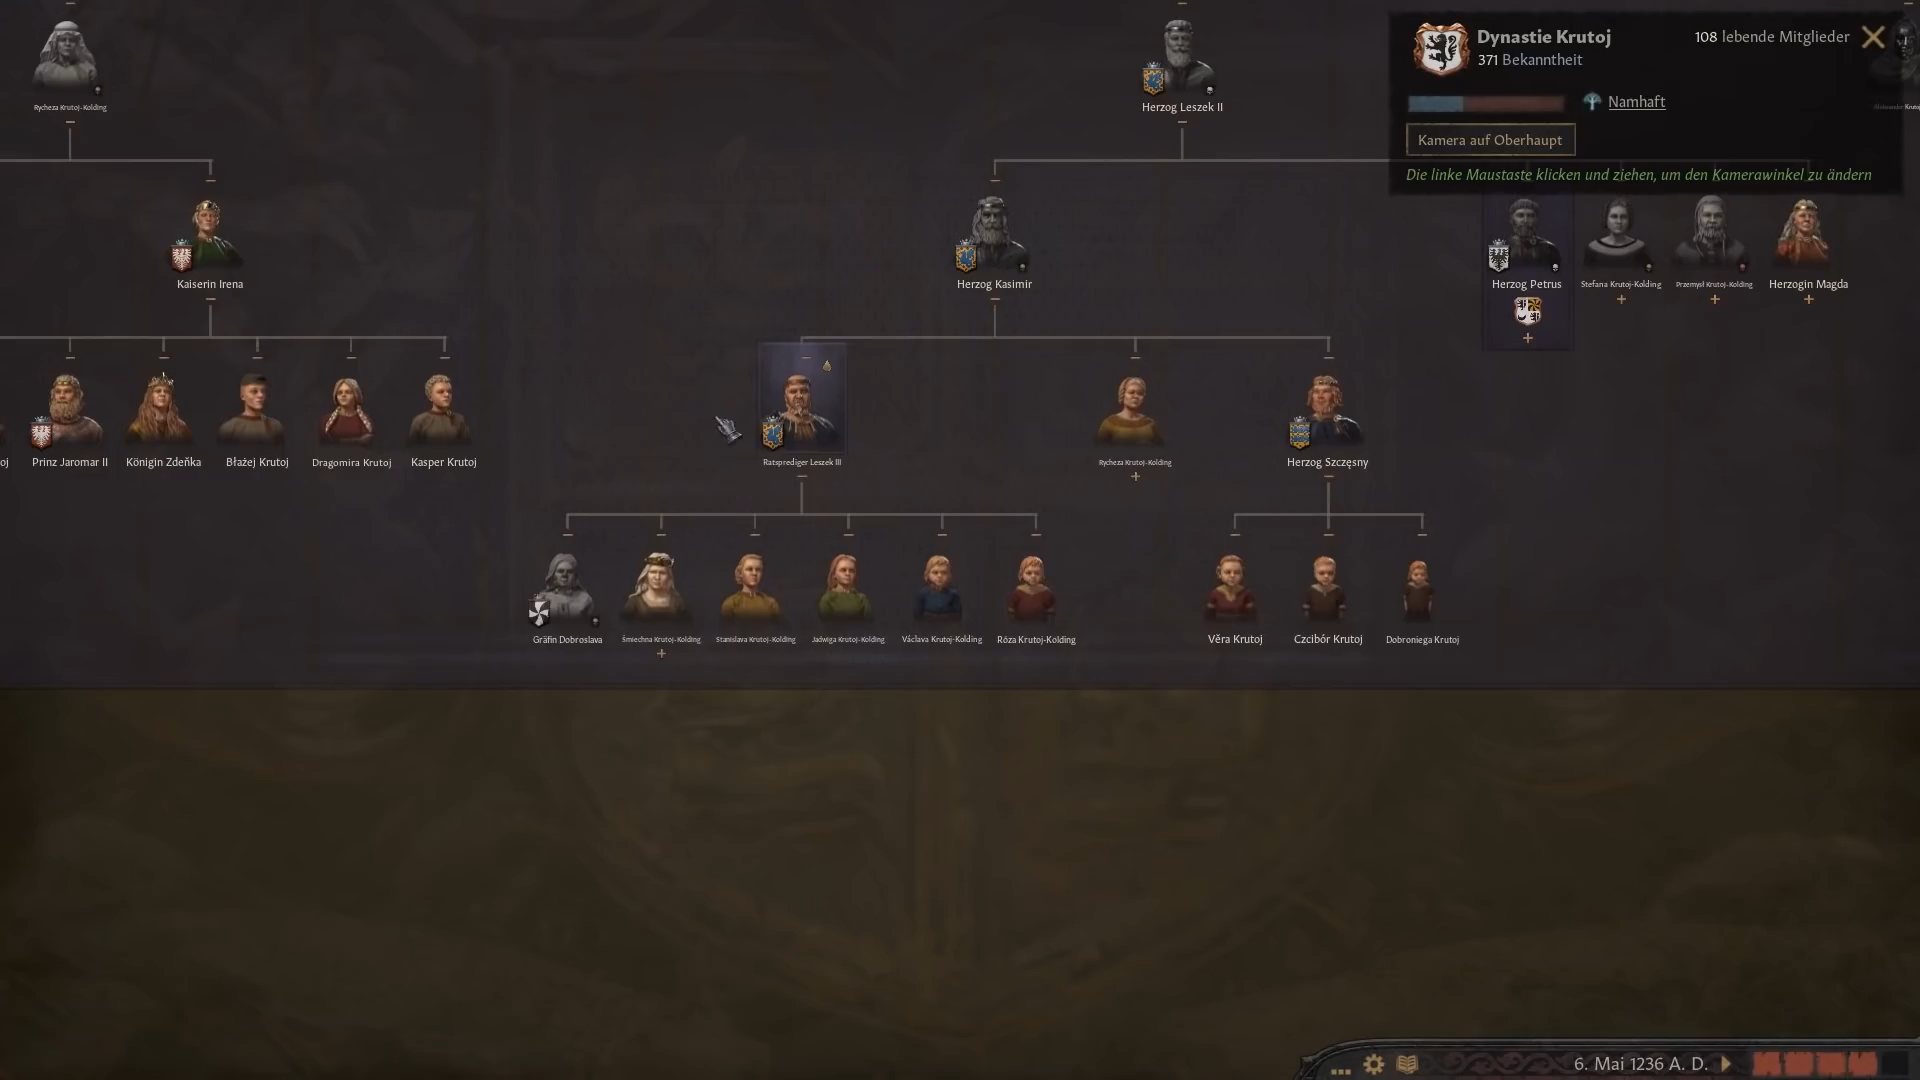 Dynastie Krutoj
108 lebende Mitglieder
371 Bekanntheit
Namhaft
Kamera auf Oberhaupt
Die linke Maustaste klicken und ziehen, um den Kamerawinkel zu ändern
Rycheza Krutoj-Kolding
Herzog Leszek II
Kaiserin Irena
Herzog Kasimir
Herzog Petrus
Stefana Krutoj-Kolding
Przemysł Krutoj-Kolding
Herzogin Magda
oj
Prinz Jaromar II
Königin Zdeňka
Błażej Krutoj
Dragomira Krutoj
Kasper Krutoj
Ratsprediger Leszek III
Rycheza Krutoj-Kolding
Herzog Szczęsny
Gräfin Dobroslava
Śmiechna Krutoj-Kolding
Stanislava Krutoj-Kolding
Jadwiga Krutoj-Kolding
Václava Krutoj-Kolding
Róza Krutoj-Kolding
Věra Krutoj
Czcibór Krutoj
Dobroniega Krutoj
6. Mai 1236 A. D.